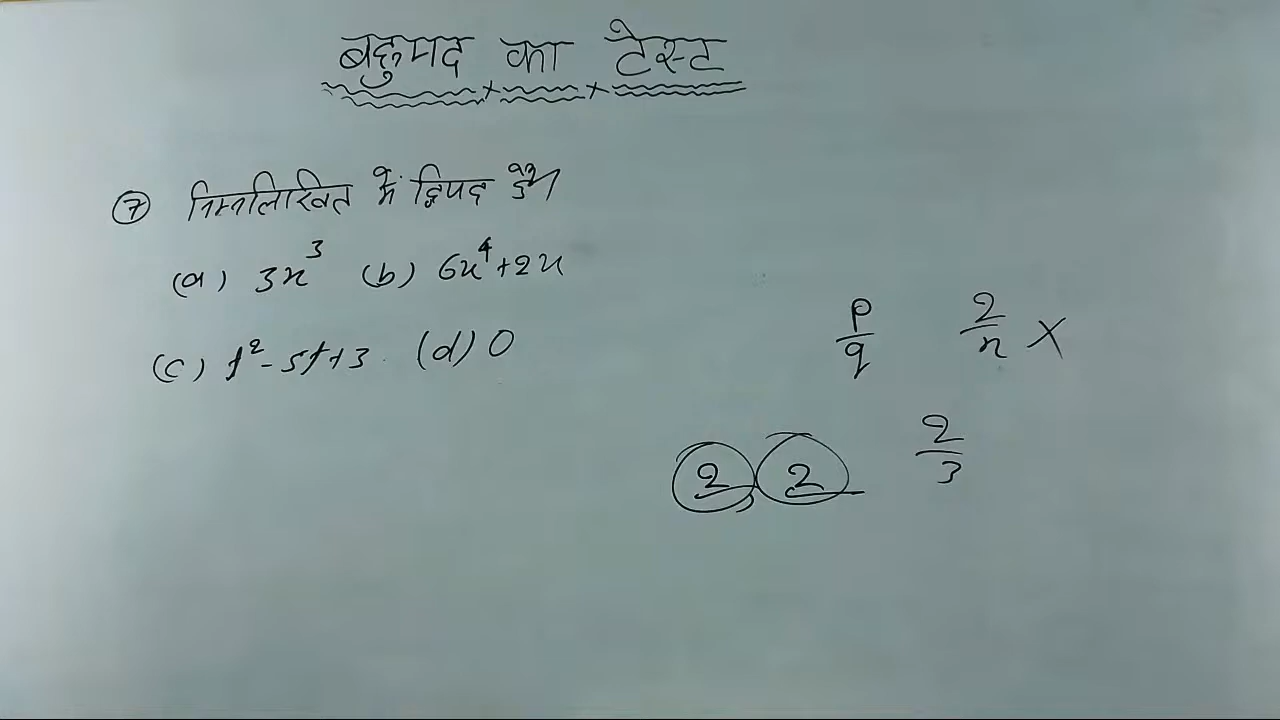 बहुपद का टेस्ट
⑦ निम्नलिखित में द्विपद है।
(a) 3x³ (b) 6x⁴+2x
(c) t²-5t+3 (d) 0
p/q 2/x ×
2, 2 2/3